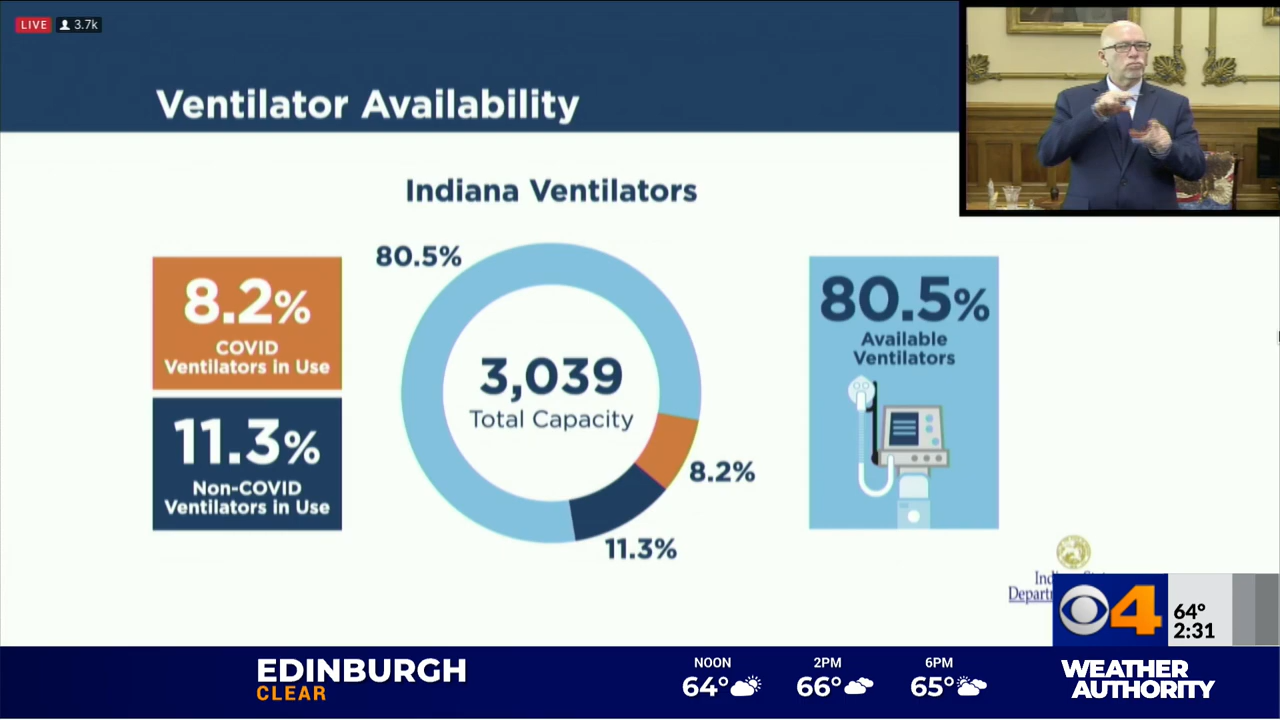 LIVE 3.7k
Ventilator Availability
Indiana Ventilators
80.5%
8.2%
COVID
Ventilators in Use
11.3%
Non-COVID
Ventilators in Use
3,039
Total Capacity
8.2%
11.3%
80.5%
Available
Ventilators
4
64°
2:31
EDINBURGH
CLEAR
NOON
64°
2PM
66°
6PM
65°
WEATHER
AUTHORITY